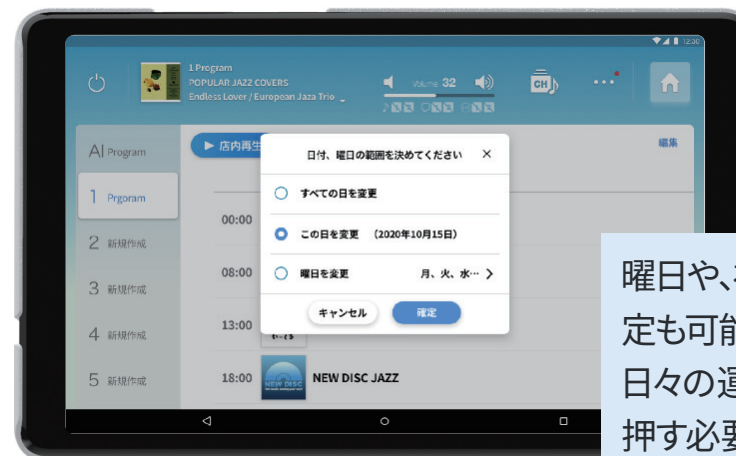 12:30
1 Program
POPULAR JAZZ COVERS
Endless Lover / European Jaza Trio
Volume 32
CH
AI Program
1 Prgoram
2 新規作成
3 新規作成
4 新規作成
5 新規作成
店内再生
編集
日付、曜日の範囲を決めてください ×
すべての日を変更
この日を変更 (2020年10月15日)
曜日を変更 月、火、水…
キャンセル 確定
00:00
08:00
13:00
18:00 NEW DISC NEW DISC JAZZ
曜日や、
定も可能
日々の運
押す必要